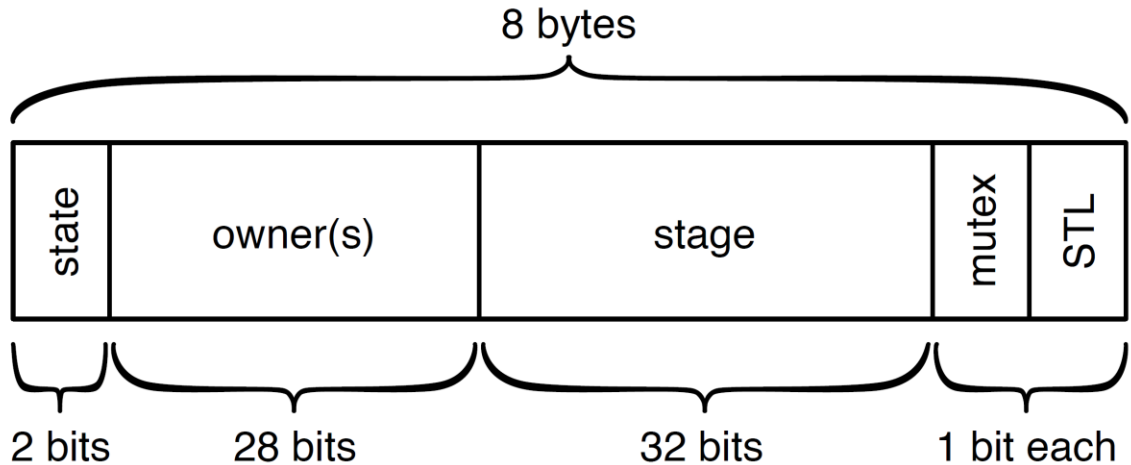 8 bytes
state
owner(s)
stage
mutex
STL
2 bits
28 bits
32 bits
1 bit each